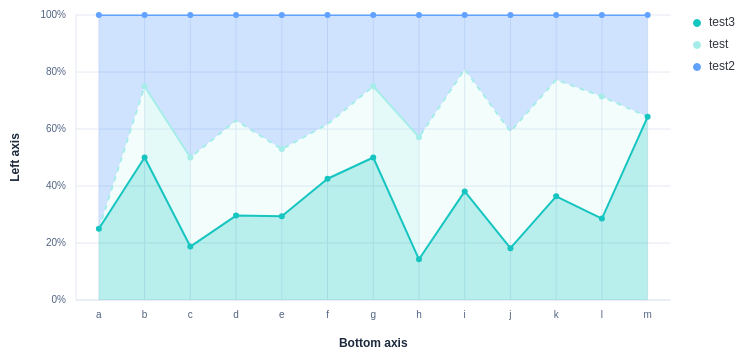 100%
80%
60%
40%
20%
0%
Left axis
a b c d e f g h i j k l m
Bottom axis
test3
test
test2